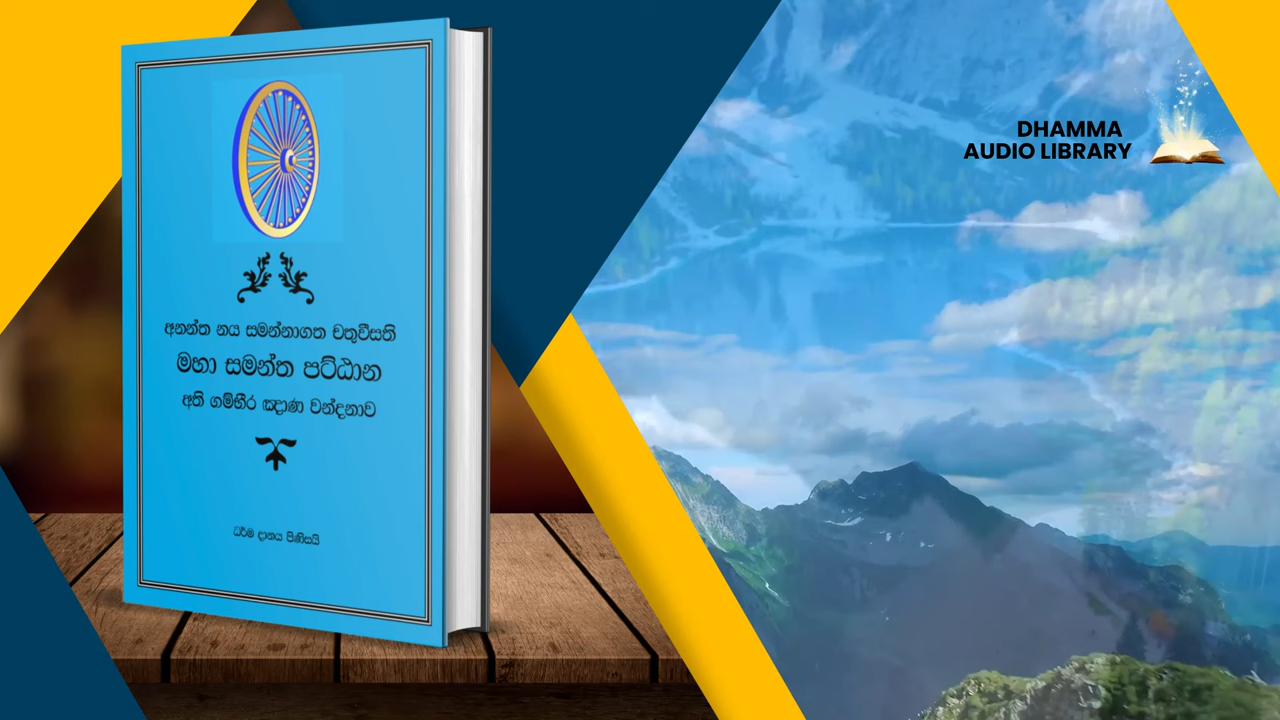 අනන්ත නය සමන්නාගත චතුවීසති
මහා සමන්ත පට්ඨාන
අති ගම්භීර ඤාණ වන්දනාව
ධර්ම දානය පිණිසයි
DHAMMA
AUDIO LIBRARY